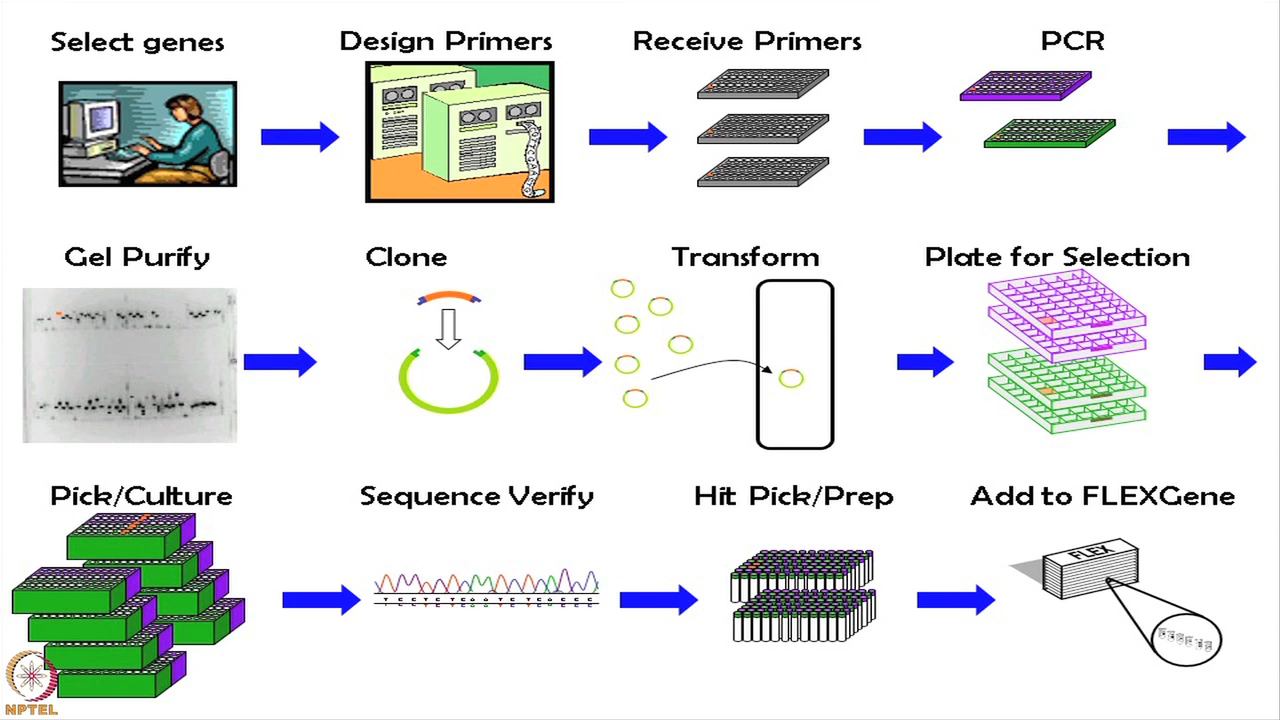 Select genes
Design Primers
Receive Primers
PCR
Gel Purify
Clone
Transform
Plate for Selection
Pick/Culture
Sequence Verify
Hit Pick/Prep
Add to FLEXGene
FLEX
NPTEL